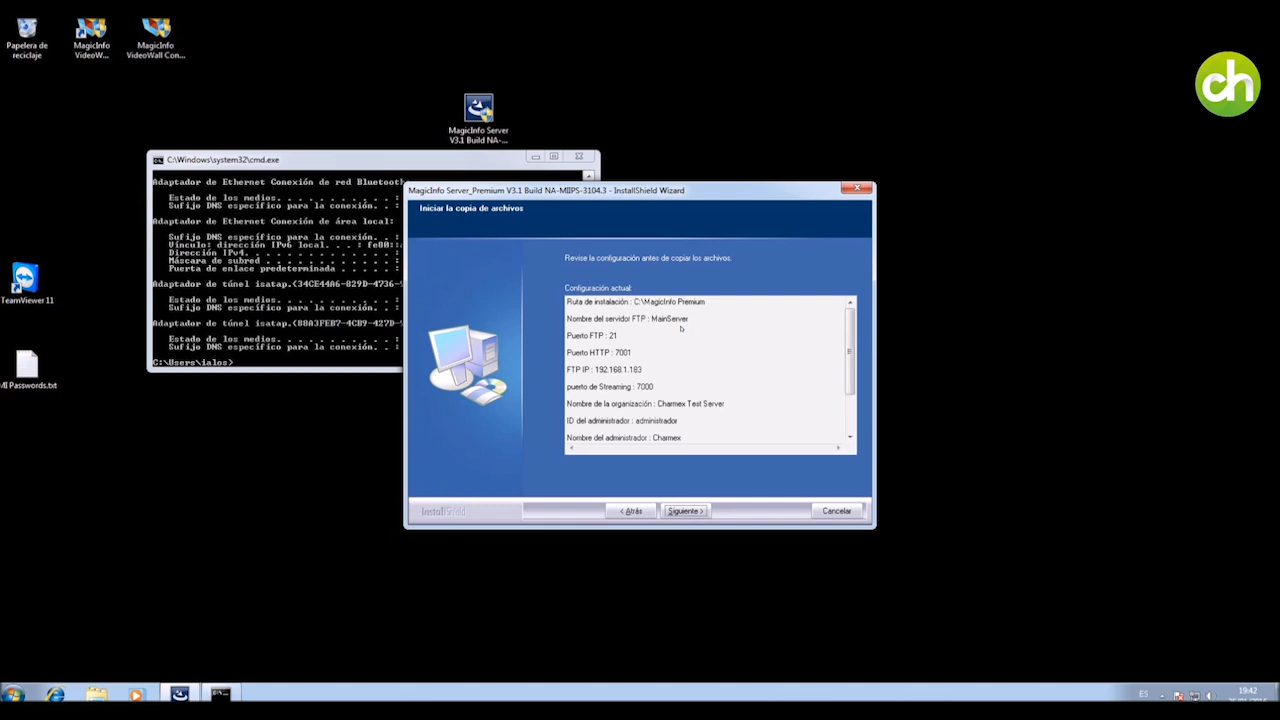 Papelera de
reciclaje
MagicInfo
VideoW...
MagicInfo
VideoWall Con...
ch
MagicInfo Server
V3.1 Build NA-...
C:\Windows\system32\cmd.exe
Adaptador de Ethernet Conexión de red Bluetooth
Estado de los medios. . . . . . . . . . . :
Sufijo DNS específico para la conexión. . :
Adaptador de Ethernet Conexión de área local:
Sufijo DNS específico para la conexión. . :
Vínculo: dirección IPv6 local. . . : fe80::
Dirección IPv4. . . . . . . . . . . . . . :
Máscara de subred . . . . . . . . . . . . :
Puerta de enlace predeterminada . . . . . :
Adaptador de túnel isatap.{34CE44A6-829D-4736-
Estado de los medios. . . . . . . . . . . :
Sufijo DNS específico para la conexión. . :
Adaptador de túnel isatap.{80A3FEB7-4CB9-427D-
Estado de los medios. . . . . . . . . . . :
Sufijo DNS específico para la conexión. . :
C:\Users\ialos>
MagicInfo Server_Premium V3.1 Build NA-MIIPS-3104.3 - InstallShield Wizard
Iniciar la copia de archivos
Revise la configuración antes de copiar los archivos.
Configuración actual:
Ruta de instalación : C:\MagicInfo Premium
Nombre del servidor FTP : MainServer
Puerto FTP : 21
Puerto HTTP : 7001
FTP IP : 192.168.1.183
puerto de Streaming : 7000
Nombre de la organización : Charmex Test Server
ID del administrador : administrador
Nombre del administrador : Charmex
InstallShield
< Atrás
Siguiente >
Cancelar
TeamViewer 11
MI Passwords.txt
ES
19:42